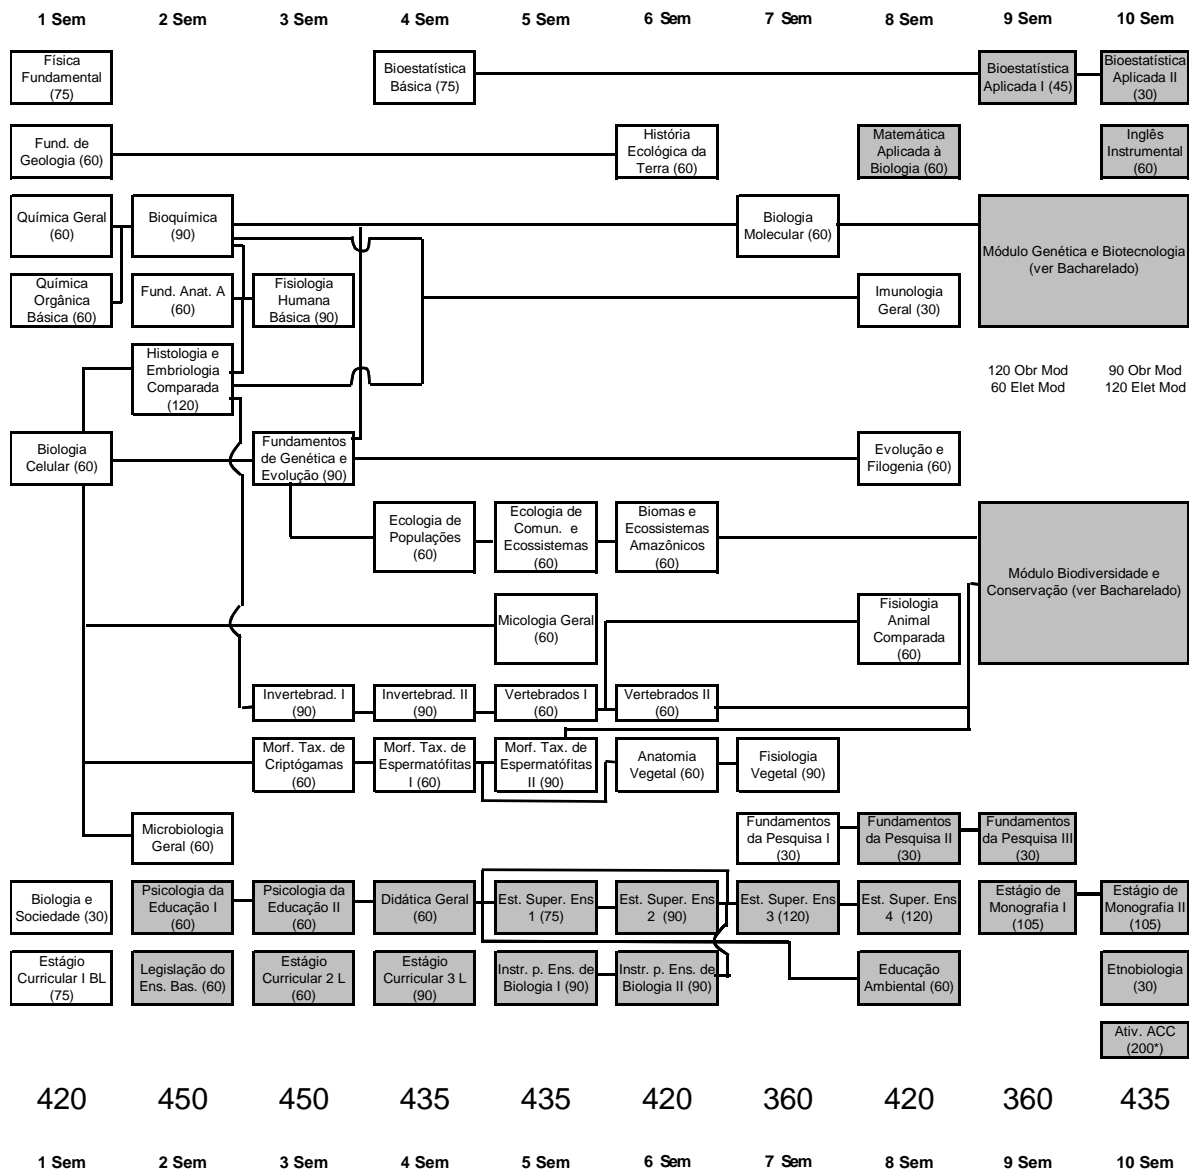 1 Sem
2 Sem
3 Sem
4 Sem
5 Sem
6 Sem
7 Sem
8 Sem
9 Sem
10 Sem
Física
Fundamental
(75)
Bioestatística
Básica (75)
Bioestatística
Aplicada I (45)
Bioestatística
Aplicada II
(30)
Fund. de
Geologia (60)
História
Ecológica da
Terra (60)
Matemática
Aplicada à
Biologia (60)
Inglês
Instrumental
(60)
Química Geral
(60)
Bioquímica
(90)
Biologia
Molecular (60)
Módulo Genética e Biotecnologia
(ver Bacharelado)
Química
Orgânica
Básica (60)
Fund. Anat. A
(60)
Fisiologia
Humana
Básica (90)
Imunologia
Geral (30)
Histologia e
Embriologia
Comparada
(120)
120 Obr Mod
60 Elet Mod
90 Obr Mod
120 Elet Mod
Biologia
Celular (60)
Fundamentos
de Genética e
Evolução (90)
Evolução e
Filogenia (60)
Ecologia de
Populações
(60)
Ecologia de
Comun. e
Ecossistemas
(60)
Biomas e
Ecossistemas
Amazônicos
(60)
Módulo Biodiversidade e
Conservação (ver Bacharelado)
Micologia Geral
(60)
Fisiologia
Animal
Comparada
(60)
Invertebrad. I
(90)
Invertebrad. II
(90)
Vertebrados I
(60)
Vertebrados II
(60)
Morf. Tax. de
Criptógamas
(60)
Morf. Tax. de
Espermatófitas
I (60)
Morf. Tax. de
Espermatófitas
II (90)
Anatomia
Vegetal (60)
Fisiologia
Vegetal (90)
Microbiologia
Geral (60)
Fundamentos
da Pesquisa I
(30)
Fundamentos
da Pesquisa II
(30)
Fundamentos
da Pesquisa III
(30)
Biologia e
Sociedade (30)
Psicologia da
Educação I
(60)
Psicologia da
Educação II
(60)
Didática Geral
(60)
Est. Super. Ens
1 (75)
Est. Super. Ens
2 (90)
Est. Super. Ens
3 (120)
Est. Super. Ens
4 (120)
Estágio de
Monografia I
(105)
Estágio de
Monografia II
(105)
Estágio
Curricular I BL
(75)
Legislação do
Ens. Bas. (60)
Estágio
Curricular 2 L
(60)
Estágio
Curricular 3 L
(90)
Instr. p. Ens. de
Biologia I (90)
Instr. p. Ens. de
Biologia II (90)
Educação
Ambiental (60)
Etnobiologia
(30)
Ativ. ACC
(200*)
420
450
450
435
435
420
360
420
360
435
1 Sem
2 Sem
3 Sem
4 Sem
5 Sem
6 Sem
7 Sem
8 Sem
9 Sem
10 Sem